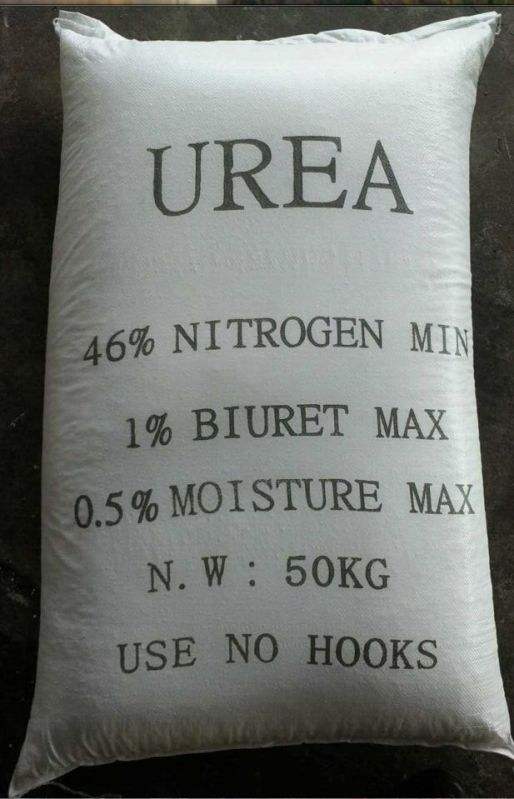 UREA
46% NITROGEN MIN
1% BIURET MAX
0.5% MOISTURE MAX
N. W : 50KG
USE NO HOOKS